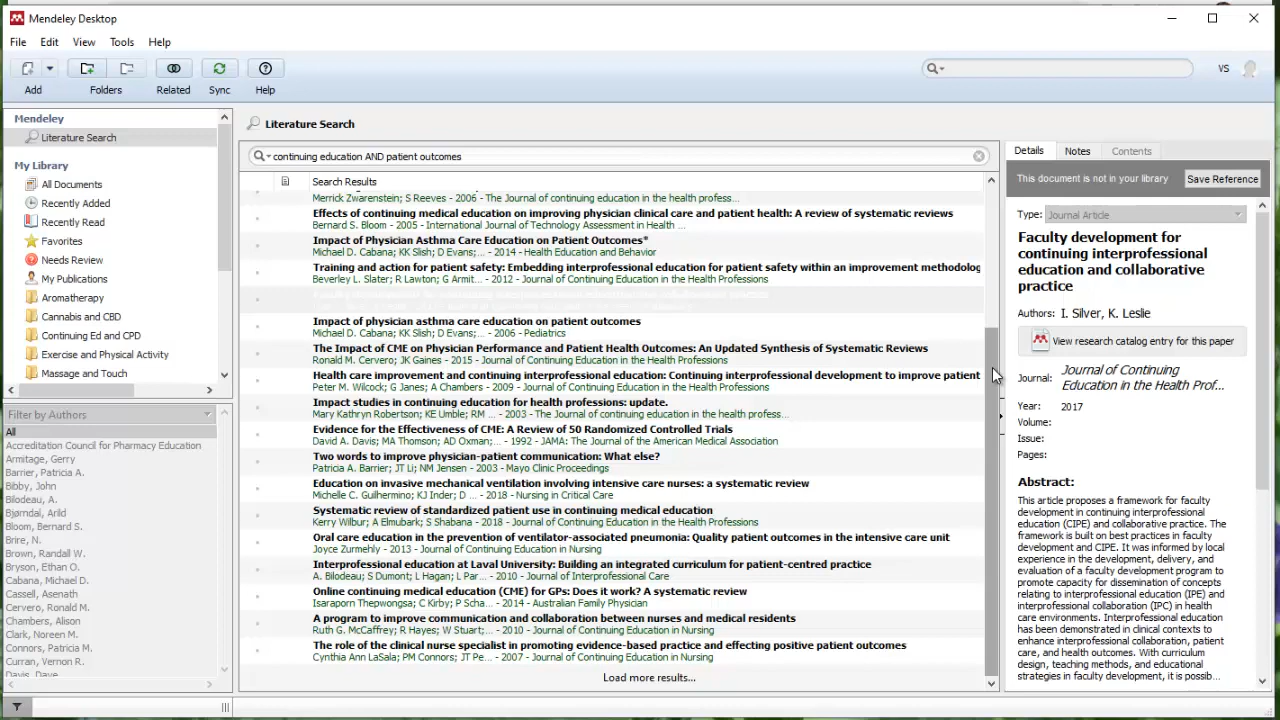 Mendeley Desktop
File Edit View Tools Help
VS
Add Folders Related Sync Help
Mendeley
Literature Search
My Library
All Documents
Recently Added
Recently Read
Favorites
Needs Review
My Publications
Aromatherapy
Cannabis and CBD
Continuing Ed and CPD
Exercise and Physical Activity
Massage and Touch
Filter by Authors
All
Accreditation Council for Pharmacy Education
Armitage, Gerry
Barrier, Patricia A.
Bibby, John
Bilodeau, A.
Bjørndal, Arild
Bloom, Bernard S.
Brire, N.
Brown, Randall W.
Bryson, Ethan O.
Cabana, Michael D.
Cassell, Asenath
Cervero, Ronald M.
Chambers, Alison
Clark, Noreen M.
Connors, Patricia M.
Curran, Vernon R.
Davis, Dave
Literature Search
continuing education AND patient outcomes
Search Results
Merrick Zwarenstein; S Reeves - 2006 - The Journal of continuing education in the health profess...
Effects of continuing medical education on improving physician clinical care and patient health: A review of systematic reviews
Bernard S. Bloom - 2005 - International Journal of Technology Assessment in Health ...
Impact of Physician Asthma Care Education on Patient Outcomes*
Michael D. Cabana; KK Slish; D Evans;... - 2014 - Health Education and Behavior
Training and action for patient safety: Embedding interprofessional education for patient safety within an improvement methodolog
Beverley L. Slater; R Lawton; G Armit... - 2012 - Journal of Continuing Education in the Health Professions
Impact of physician asthma care education on patient outcomes
Michael D. Cabana; KK Slish; D Evans;... - 2006 - Pediatrics
The Impact of CME on Physician Performance and Patient Health Outcomes: An Updated Synthesis of Systematic Reviews
Ronald M. Cervero; JK Gaines - 2015 - Journal of Continuing Education in the Health Professions
Health care improvement and continuing interprofessional education: Continuing interprofessional development to improve patient
Peter M. Wilcock; G Janes; A Chambers - 2009 - Journal of Continuing Education in the Health Professions
Impact studies in continuing education for health professions: update.
Mary Kathryn Robertson; KE Umble; RM ... - 2003 - The Journal of continuing education in the health profess...
Evidence for the Effectiveness of CME: A Review of 50 Randomized Controlled Trials
David A. Davis; MA Thomson; AD Oxman;... - 1992 - JAMA: The Journal of the American Medical Association
Two words to improve physician-patient communication: What else?
Patricia A. Barrier; JT Li; NM Jensen - 2003 - Mayo Clinic Proceedings
Education on invasive mechanical ventilation involving intensive care nurses: a systematic review
Michelle C. Guilhermino; KJ Inder; D ... - 2018 - Nursing in Critical Care
Systematic review of standardized patient use in continuing medical education
Kerry Wilbur; A Elmubark; S Shabana - 2018 - Journal of Continuing Education in the Health Professions
Oral care education in the prevention of ventilator-associated pneumonia: Quality patient outcomes in the intensive care unit
Joyce Zurmehly - 2013 - Journal of Continuing Education in Nursing
Interprofessional education at Laval University: Building an integrated curriculum for patient-centred practice
A. Bilodeau; S Dumont; L Hagan; L Par... - 2010 - Journal of Interprofessional Care
Online continuing medical education (CME) for GPs: Does it work? A systematic review
Isaraporn Thepwongsa; C Kirby; P Scha... - 2014 - Australian Family Physician
A program to improve communication and collaboration between nurses and medical residents
Ruth G. McCaffrey; R Hayes; W Stuart;... - 2010 - Journal of Continuing Education in Nursing
The role of the clinical nurse specialist in promoting evidence-based practice and effecting positive patient outcomes
Cynthia Ann LaSala; PM Connors; JT Pe... - 2007 - Journal of Continuing Education in Nursing
Load more results...
Details Notes Contents
This document is not in your library Save Reference
Type: Journal Article
Faculty development for
continuing interprofessional
education and collaborative
practice
Authors: I. Silver, K. Leslie
View research catalog entry for this paper
Journal: Journal of Continuing
Education in the Health Prof...
Year: 2017
Volume:
Issue:
Pages:
Abstract:
This article proposes a framework for faculty
development in continuing interprofessional
education (CIPE) and collaborative practice. The
framework is built on best practices in faculty
development and CIPE. It was informed by local
experience in the development, delivery, and
evaluation of a faculty development program to
promote capacity for dissemination of concepts
relating to interprofessional education (IPE) and
interprofessional collaboration (IPC) in health
care environments. Interprofessional education
has been demonstrated in clinical contexts to
enhance interprofessional collaboration, patient
care, and health outcomes. With curriculum
design, teaching methods, and educational
strategies in faculty development, it is possib...